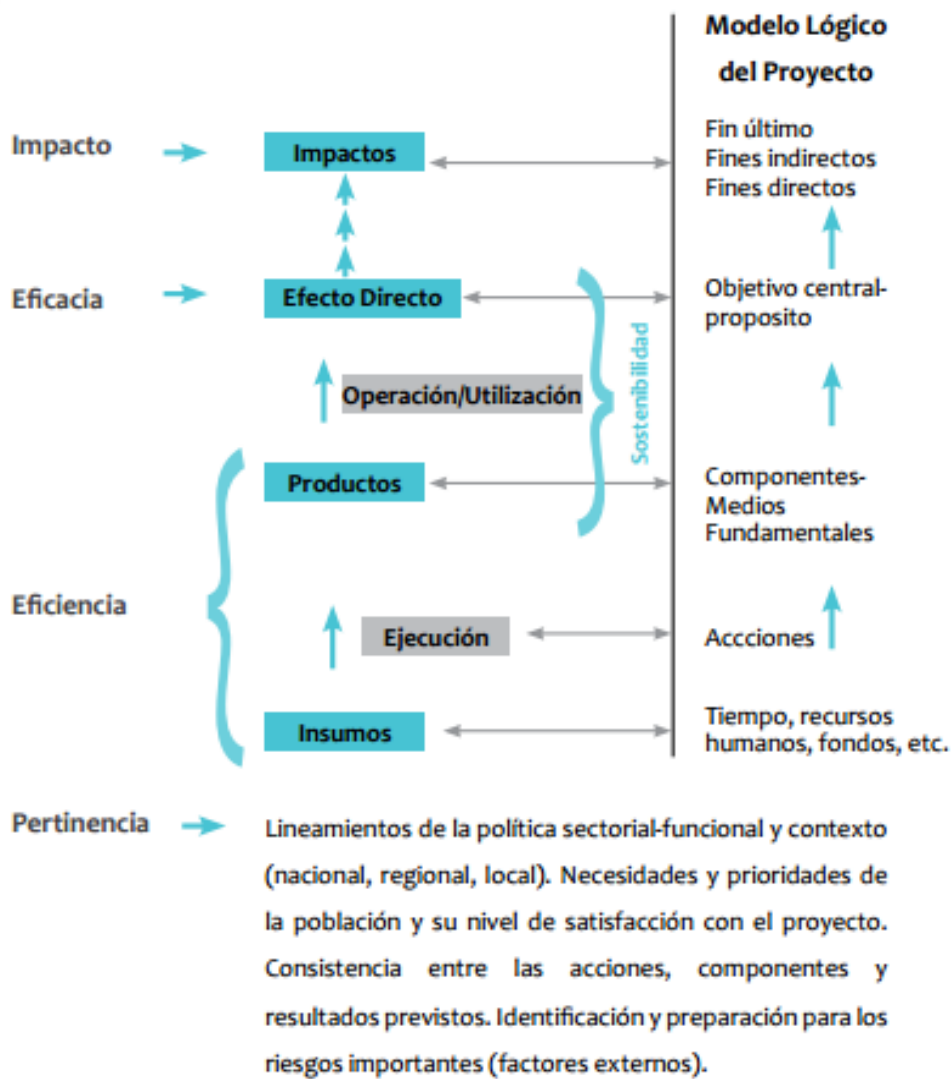 Modelo Lógico
del Proyecto
Impacto
Impactos
Fin último
Fines indirectos
Fines directos
Eficacia
Efecto Directo
Objetivo central-
proposito
Operación/Utilización
Sostenibilidad
Productos
Componentes-
Medios
Fundamentales
Eficiencia
Ejecución
Accciones
Insumos
Tiempo, recursos
humanos, fondos, etc.
Pertinencia
Lineamientos de la política sectorial-funcional y contexto
(nacional, regional, local). Necesidades y prioridades de
la población y su nivel de satisfacción con el proyecto.
Consistencia entre las acciones, componentes y
resultados previstos. Identificación y preparación para los
riesgos importantes (factores externos).